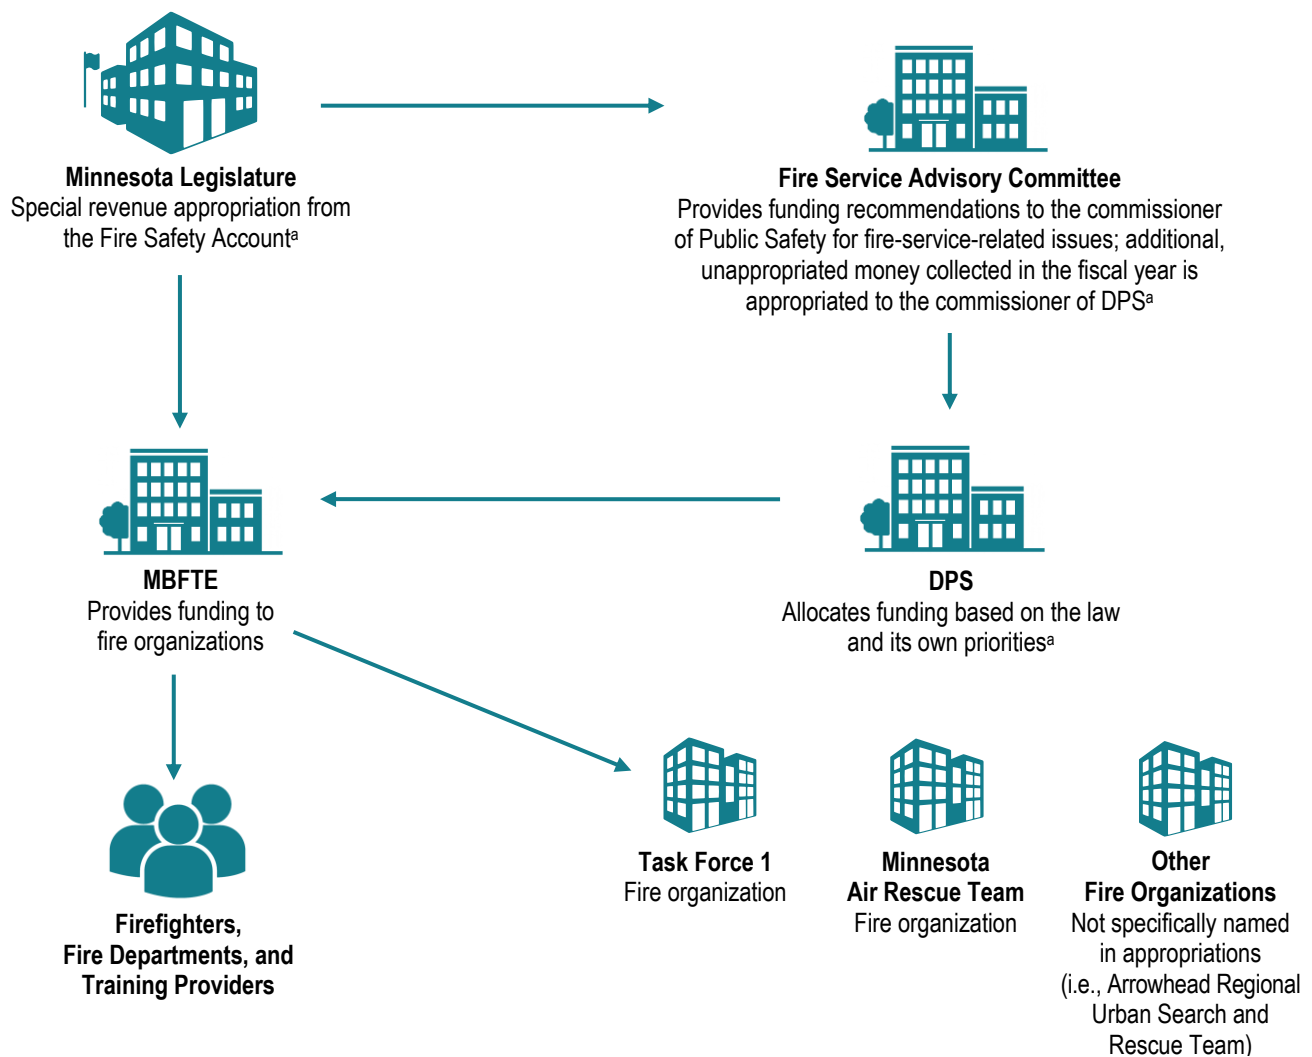 Minnesota Legislature
Special revenue appropriation from
the Fire Safety Accountᵃ
Fire Service Advisory Committee
Provides funding recommendations to the commissioner
of Public Safety for fire-service-related issues; additional,
unappropriated money collected in the fiscal year is
appropriated to the commissioner of DPSᵃ
MBFTE
Provides funding to
fire organizations
DPS
Allocates funding based on the law
and its own prioritiesᵃ
Firefighters,
Fire Departments, and
Training Providers
Task Force 1
Fire organization
Minnesota
Air Rescue Team
Fire organization
Other
Fire Organizations
Not specifically named
in appropriations
(i.e., Arrowhead Regional
Urban Search and
Rescue Team)